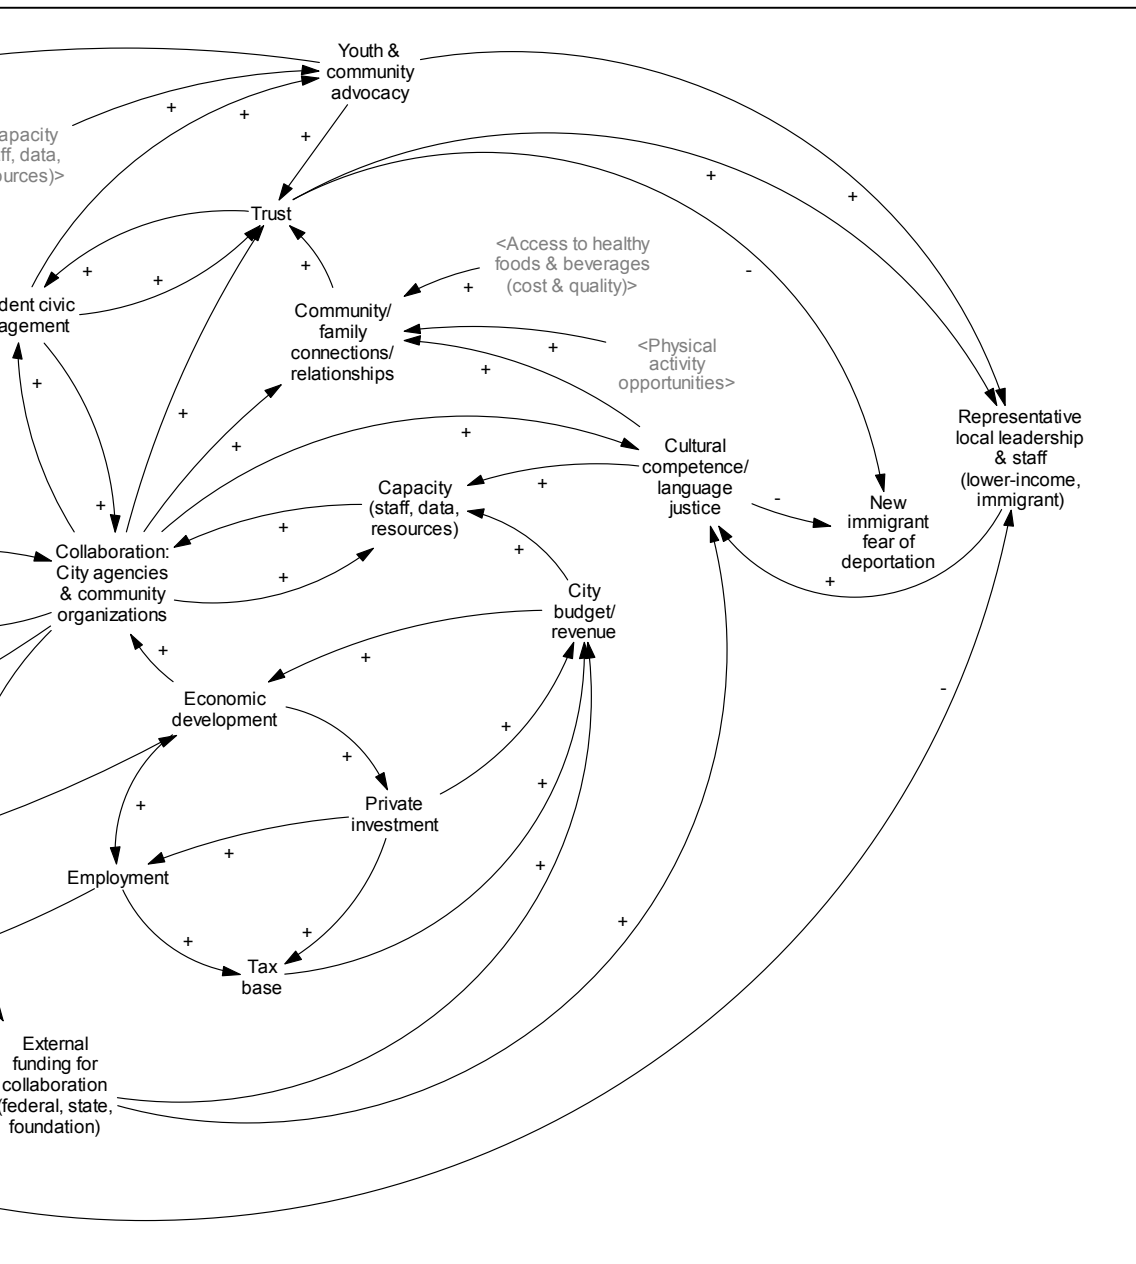 Youth &
community
advocacy
apacity
ff, data,
ources)>
Trust
<Access to healthy
foods & beverages
(cost & quality)>
dent civic
agement
Community/
family
connections/
relationships
<Physical
activity
opportunities>
Representative
local leadership
& staff
(lower-income,
immigrant)
Cultural
competence/
language
justice
Capacity
(staff, data,
resources)
New
immigrant
fear of
deportation
Collaboration:
City agencies
& community
organizations
City
budget/
revenue
Economic
development
Private
investment
Employment
Tax
base
External
funding for
collaboration
(federal, state,
foundation)
+
+
+
+
+
-
+
+
+
+
+
+
+
+
+
+
+
+
+
-
+
+
+
+
+
+
-
+
+
+
+
+
+
+
+
+